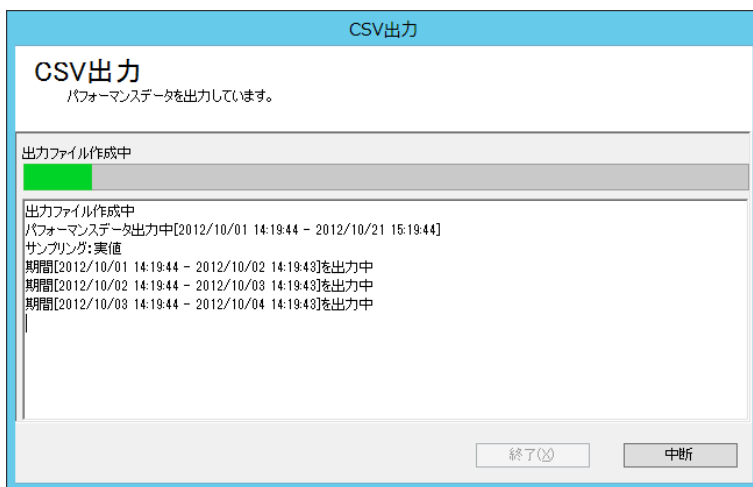 CSV出力
CSV出力
パフォーマンスデータを出力しています。
出力ファイル作成中
出力ファイル作成中
パフォーマンスデータ出力中[2012/10/01 14:19:44 - 2012/10/21 15:19:44]
サンプリング:実値
期間[2012/10/01 14:19:44 - 2012/10/02 14:19:43]を出力中
期間[2012/10/02 14:19:44 - 2012/10/03 14:19:43]を出力中
期間[2012/10/03 14:19:44 - 2012/10/04 14:19:43]を出力中
終了(X) 中断